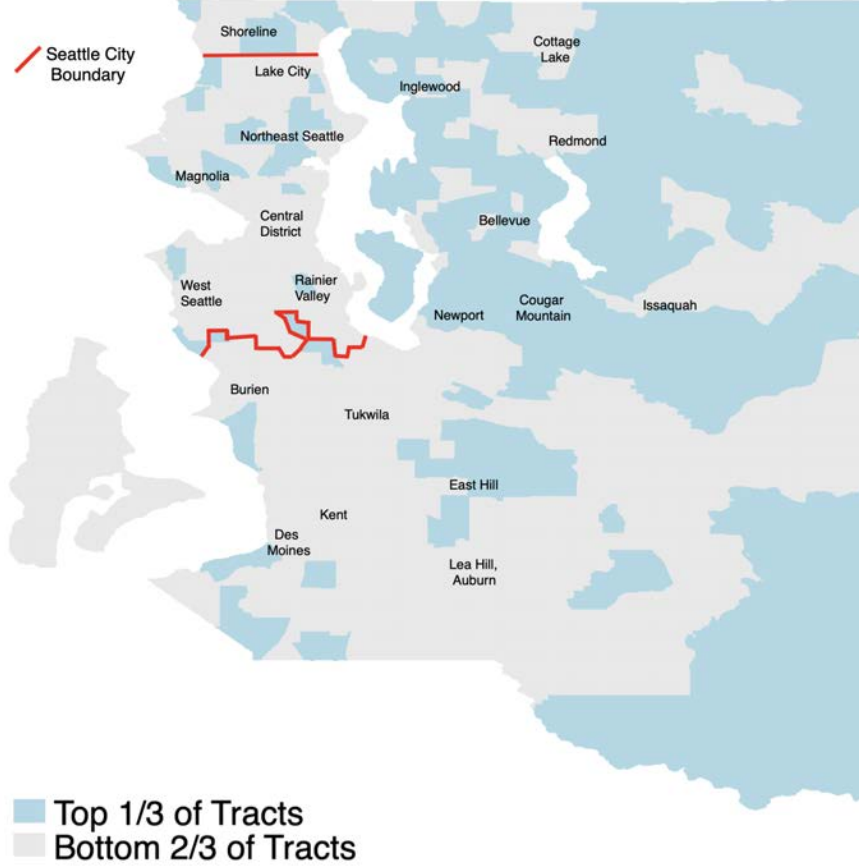 Seattle City
Boundary
Shoreline
Lake City
Cottage
Lake
Inglewood
Northeast Seattle
Redmond
Magnolia
Central
District
Bellevue
West
Seattle
Rainier
Valley
Newport
Cougar
Mountain
Issaquah
Burien
Tukwila
East Hill
Kent
Des
Moines
Lea Hill,
Auburn
Top 1/3 of Tracts
Bottom 2/3 of Tracts